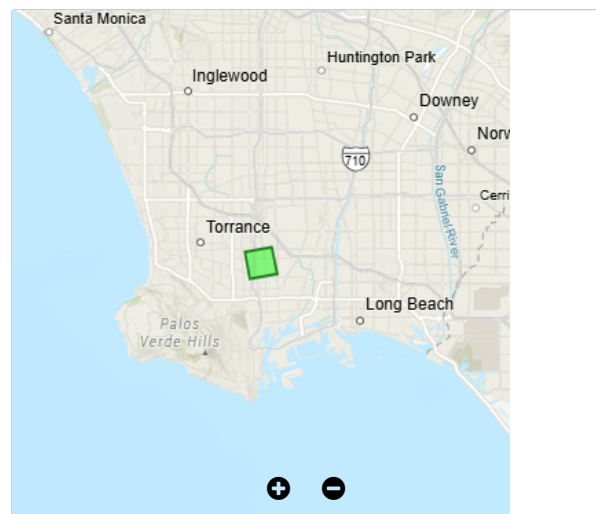 Santa Monica
Huntington Park
Inglewood
Downey
Norw
710
San Gabriel River
Cerri
Torrance
Long Beach
Palos
Verde Hills